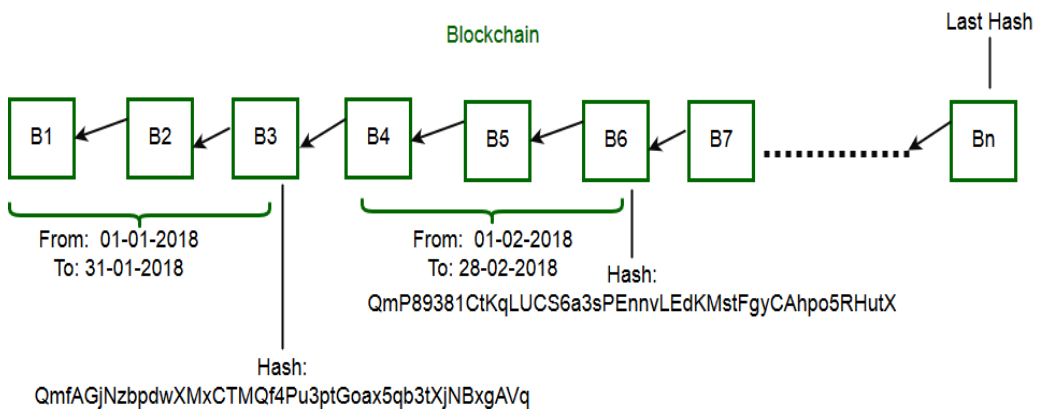 Blockchain
Last Hash
B1
B2
B3
B4
B5
B6
B7
Bn
From: 01-01-2018
To: 31-01-2018
From: 01-02-2018
To: 28-02-2018
Hash:
QmP89381CtKqLUCS6a3sPEnnvLEdKMstFgyCAhpo5RHutX
Hash:
QmfAGjNzbpdwXMxCTMQf4Pu3ptGoax5qb3tXjNBxgAVq